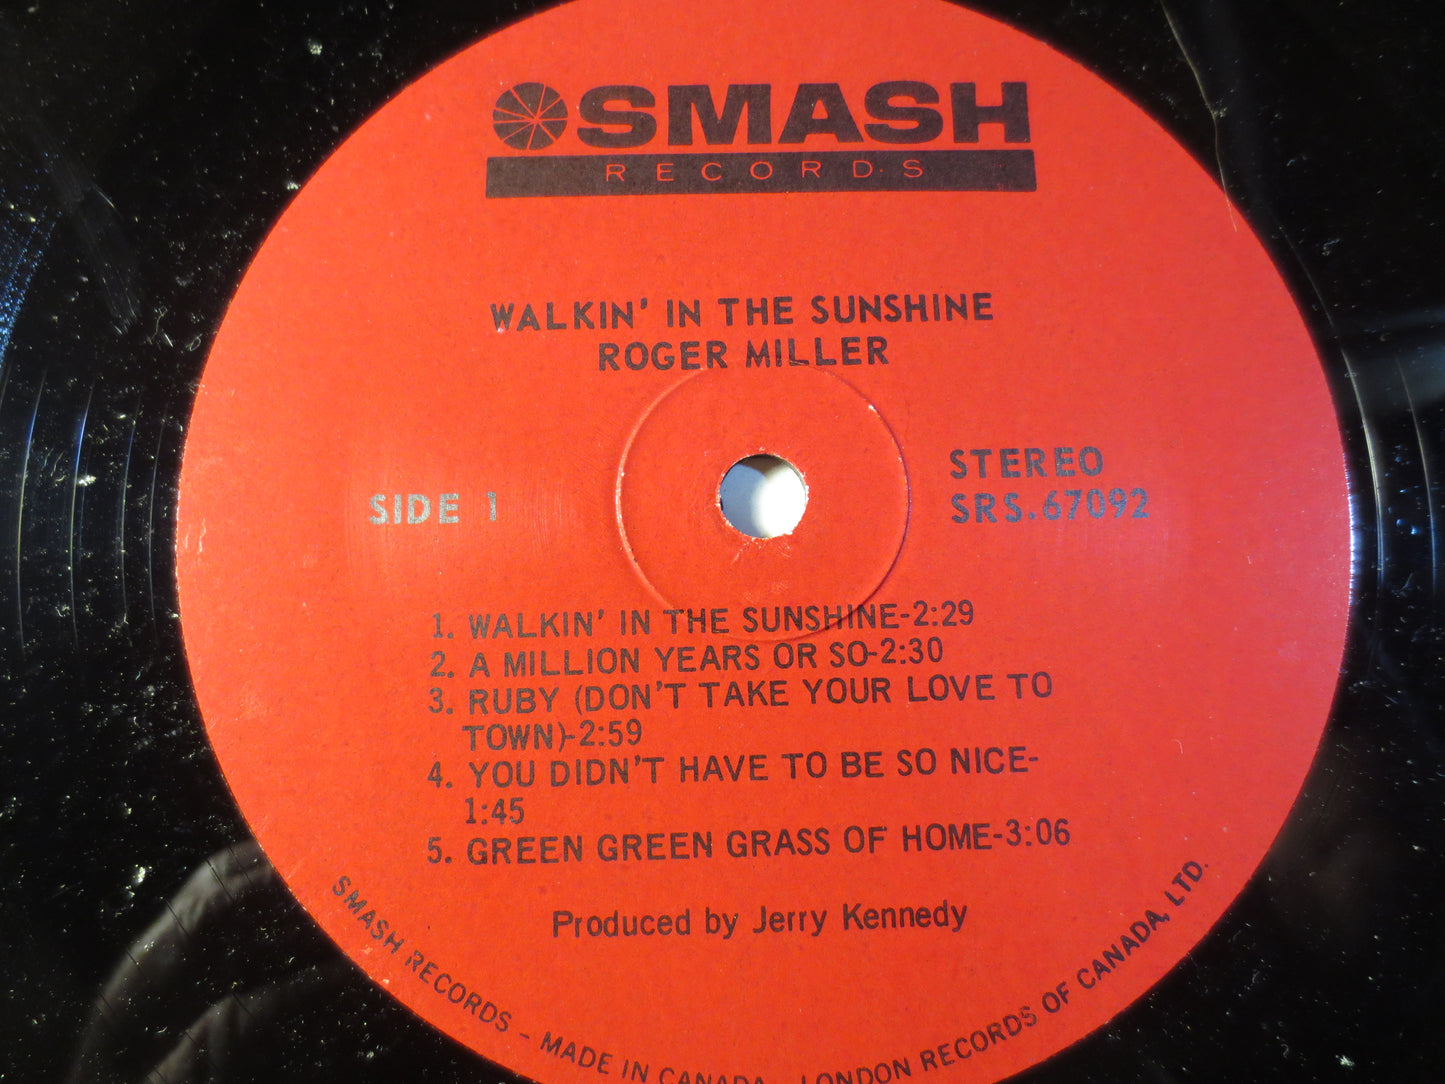 SMASH
RECORDS
WALKIN' IN THE SUNSHINE
ROGER MILLER
STEREO
SRS.67092
SIDE 1
1. WALKIN' IN THE SUNSHINE-2:29
2. A MILLION YEARS OR SO-2:30
3. RUBY (DON'T TAKE YOUR LOVE TO
TOWN)-2:59
4. YOU DIDN'T HAVE TO BE SO NICE-
1:45
5. GREEN GREEN GRASS OF HOME-3:06
Produced by Jerry Kennedy
SMASH RECORDS - MADE IN CANADA LONDON RECORDS OF CANADA, LTD.